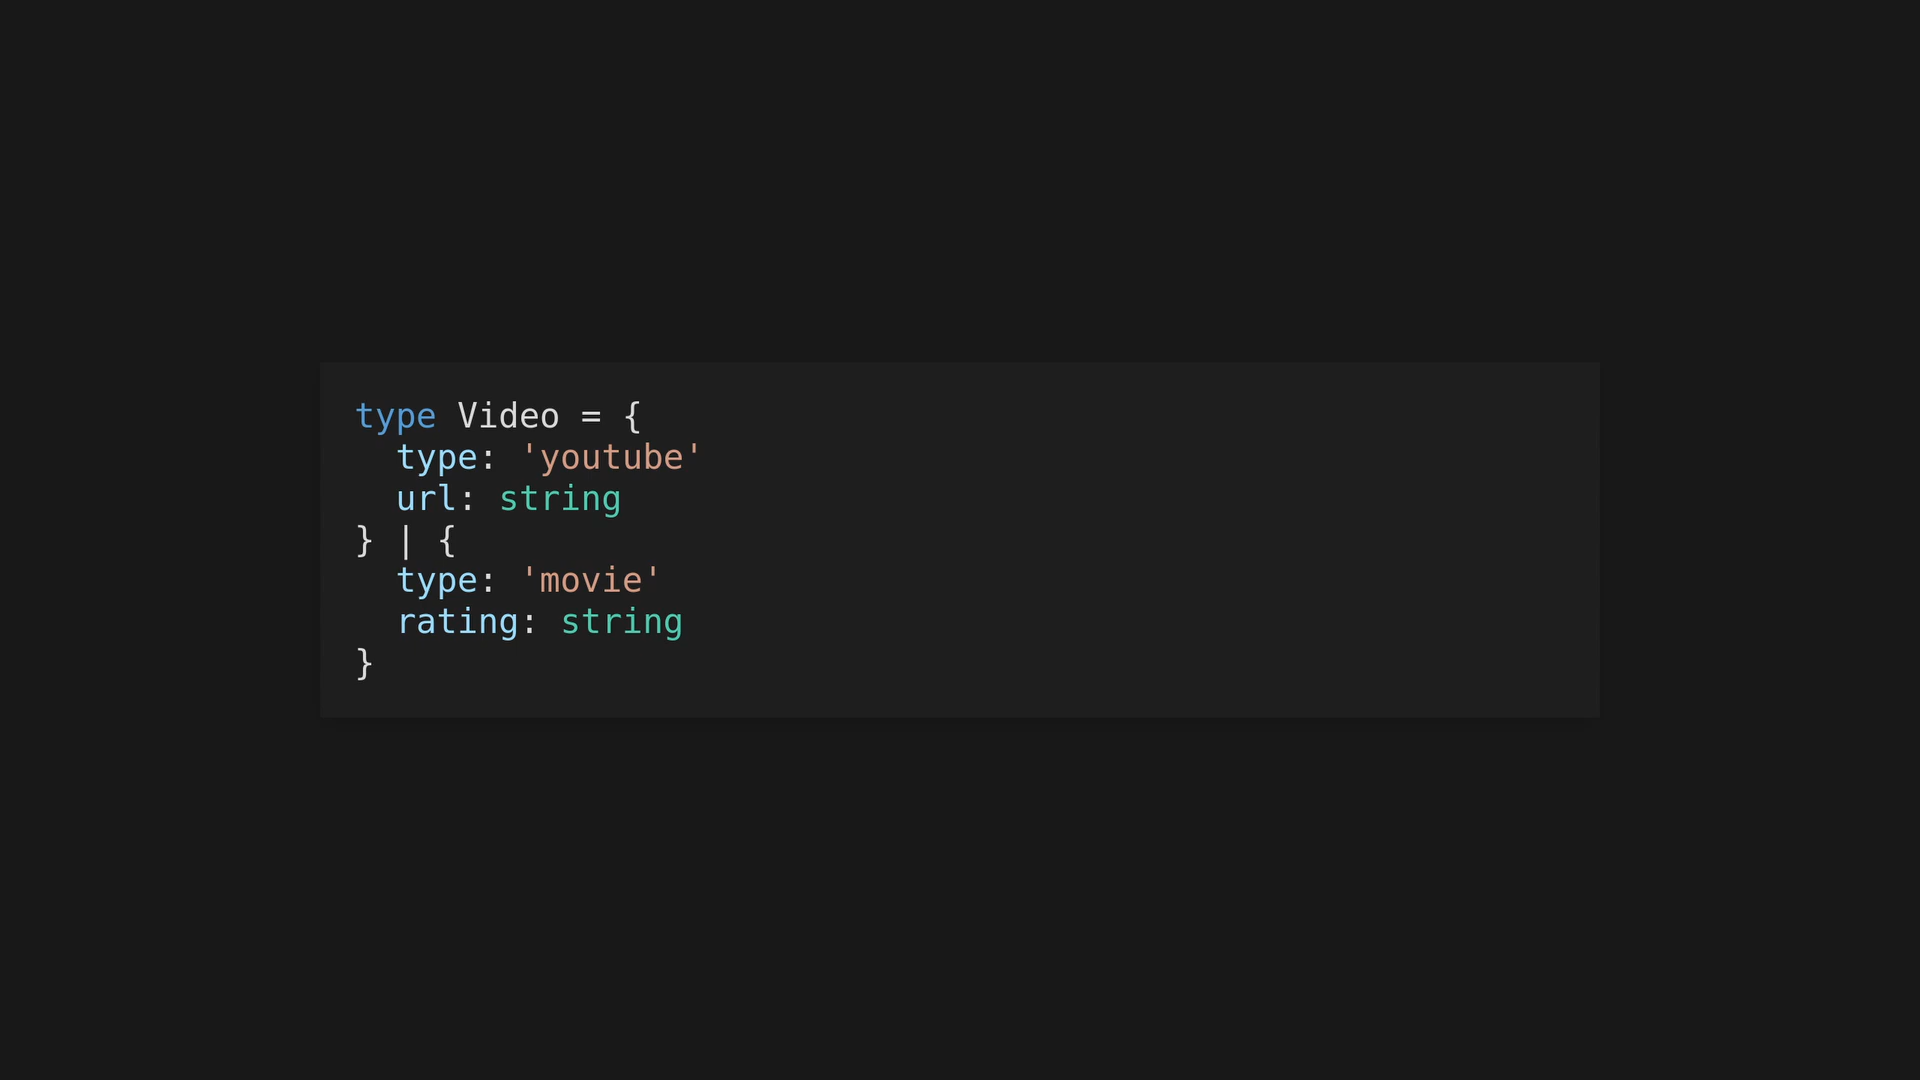 type Video = {
  type: 'youtube'
  url: string
} | {
  type: 'movie'
  rating: string
}